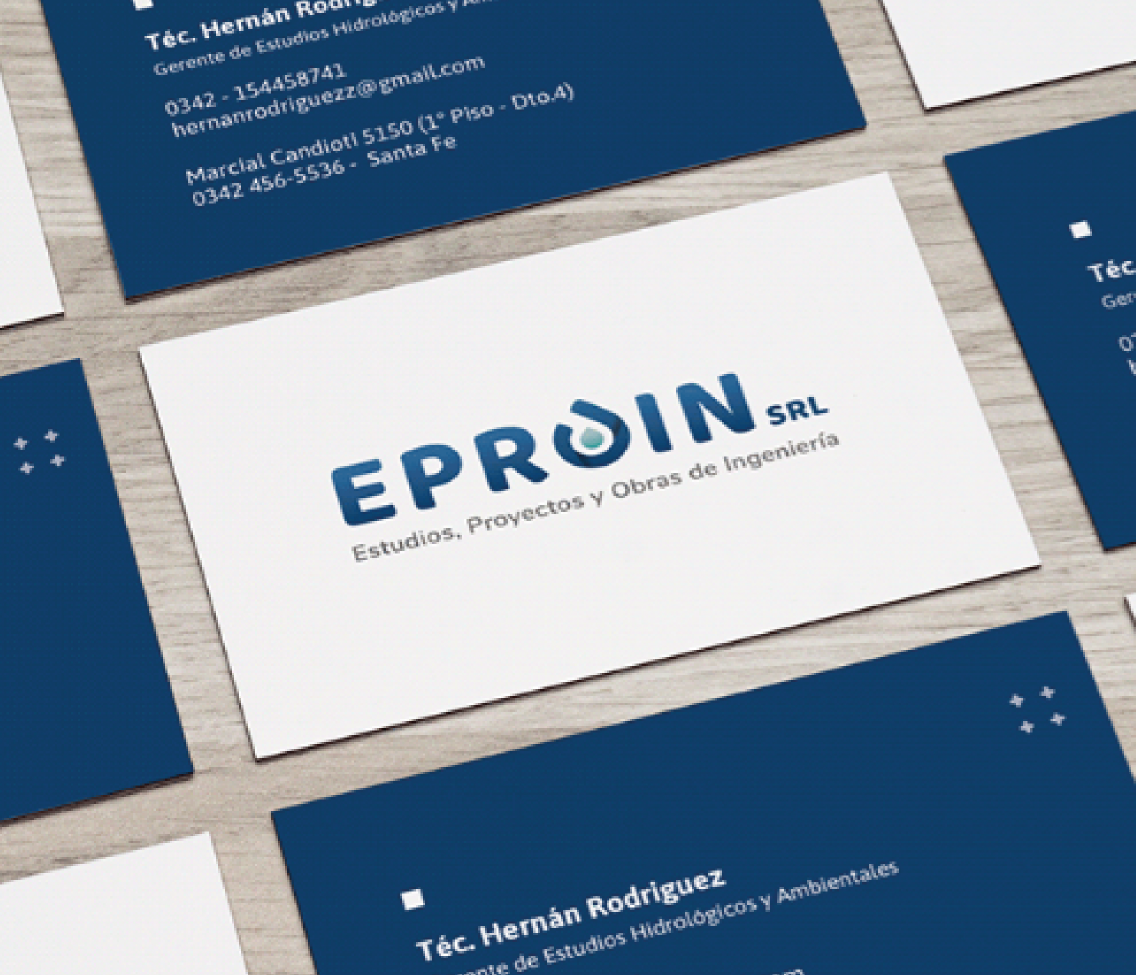 Téc. Hernán
Gerente de Estudios Hidrológicos y
0342 - 154458741
hernanrodriguezz@gmail.com
Marcial Candioti 5150 (1° Piso - Dto.4)
0342 456-5536 - Santa Fe
Téc.
EPROIN SRL
Estudios, Proyectos y Obras de Ingeniería
Téc. Hernán Rodriguez
de Estudios Hidrológicos y Ambientales